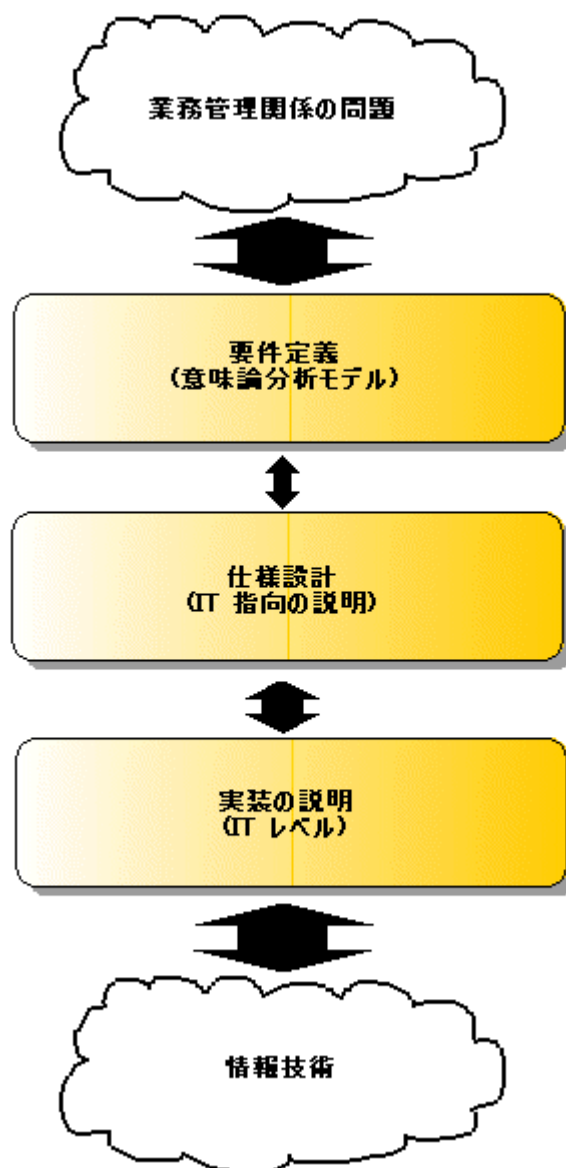 業務管理関係の問題
要件定義
(意味論分析モデル)
仕様設計
(IT 指向の説明)
実装の説明
(IT レベル)
情報技術